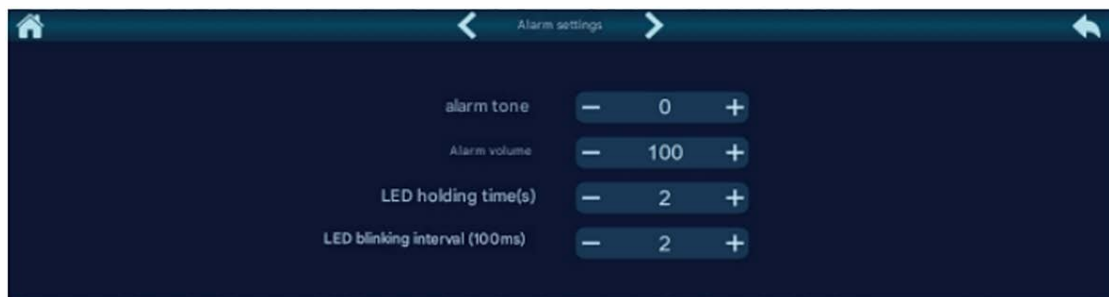 Alarm settings
alarm tone − 0 +
Alarm volume − 100 +
LED holding time(s) − 2 +
LED blinking interval (100ms) − 2 +